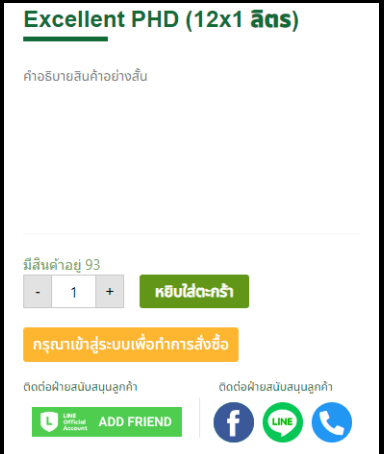 Excellent PHD (12x1 ลิตร)
คำอธิบายสินค้าอย่างสั้น
มีสินค้าอยู่ 93
- 1 + หยิบใส่ตะกร้า
กรุณาเข้าสู่ระบบเพื่อทำการสั่งซื้อ
ติดต่อฝ่ายสนับสนุนลูกค้า ติดต่อฝ่ายสนับสนุนลูกค้า
L LINE Official Account ADD FRIEND f LINE